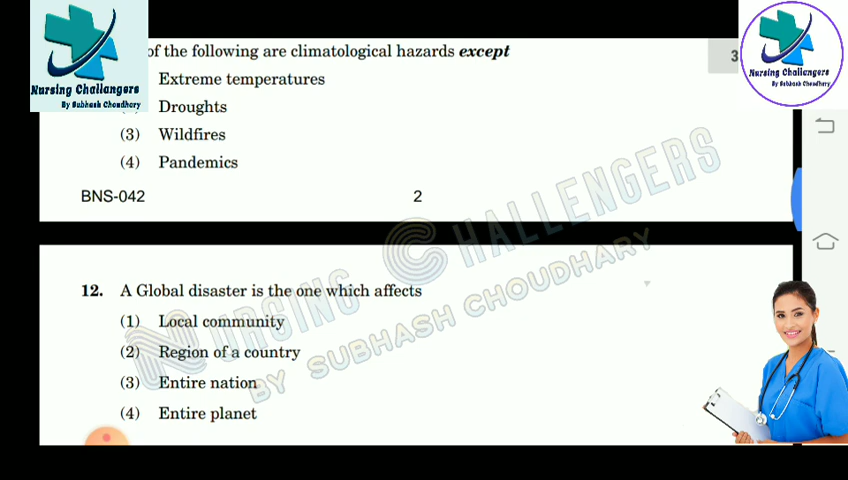 Nursing Challangers
By Subhash Choudhary
of the following are climatological hazards except
3
Nursing Challangers
By Subhash Choudhary
Extreme temperatures
Droughts
(3) Wildfires
(4) Pandemics
BNS-042 2
NURSING CHALLENGERS
BY SUBHASH CHOUDHARY
12. A Global disaster is the one which affects
(1) Local community
(2) Region of a country
(3) Entire nation
(4) Entire planet